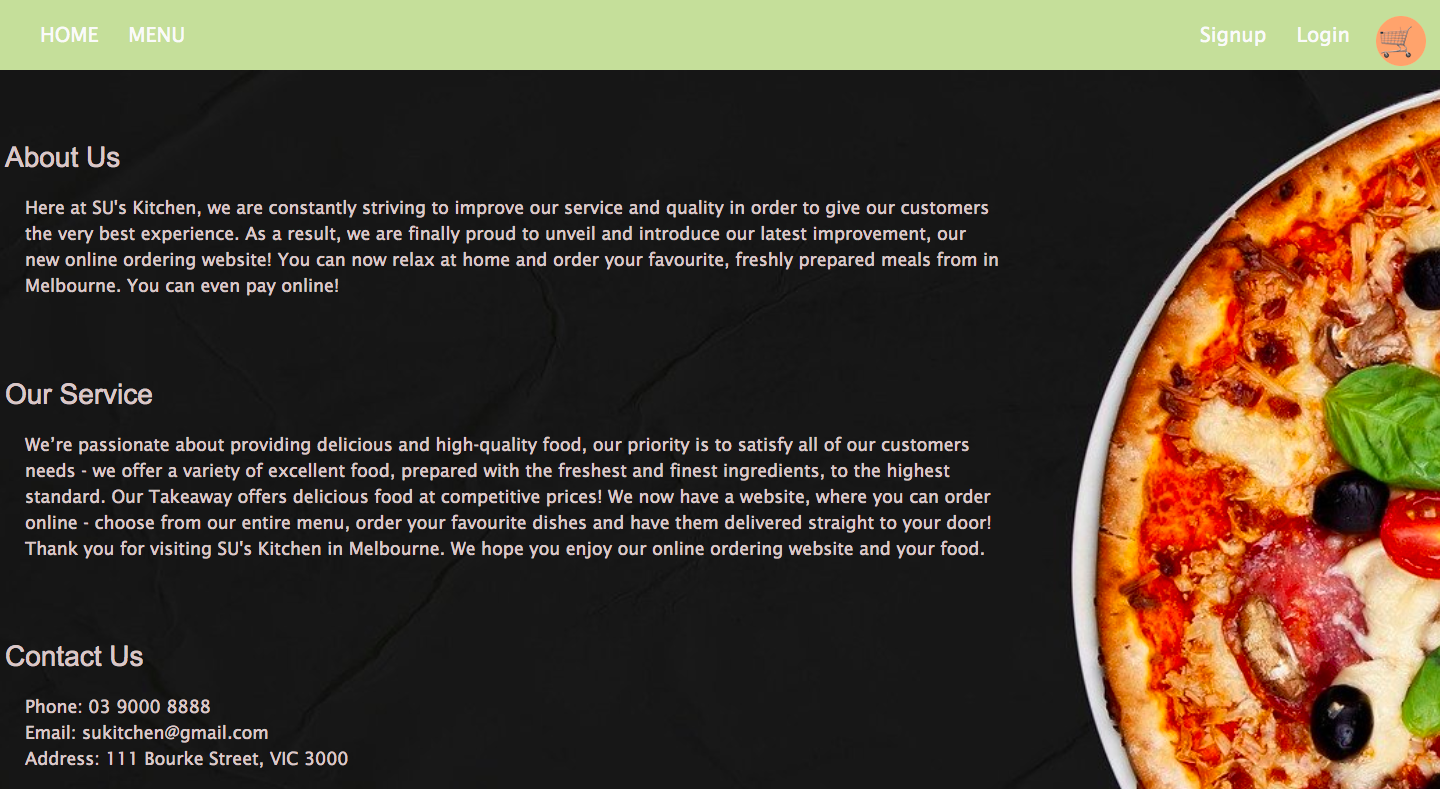 HOME MENU Signup Login
About Us
Here at SU's Kitchen, we are constantly striving to improve our service and quality in order to give our customers
the very best experience. As a result, we are finally proud to unveil and introduce our latest improvement, our
new online ordering website! You can now relax at home and order your favourite, freshly prepared meals from in
Melbourne. You can even pay online!
Our Service
We’re passionate about providing delicious and high-quality food, our priority is to satisfy all of our customers
needs - we offer a variety of excellent food, prepared with the freshest and finest ingredients, to the highest
standard. Our Takeaway offers delicious food at competitive prices! We now have a website, where you can order
online - choose from our entire menu, order your favourite dishes and have them delivered straight to your door!
Thank you for visiting SU's Kitchen in Melbourne. We hope you enjoy our online ordering website and your food.
Contact Us
Phone: 03 9000 8888
Email: sukitchen@gmail.com
Address: 111 Bourke Street, VIC 3000